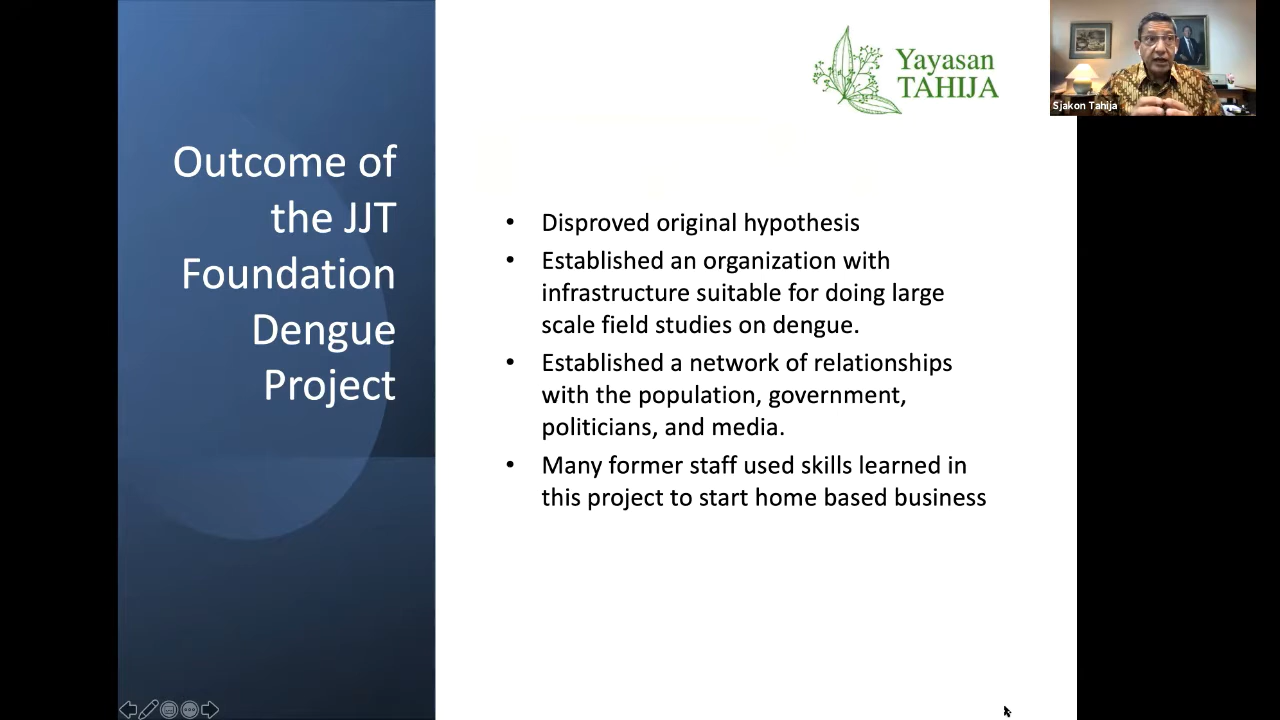 Yayasan
TAHIJA
Sjakon Tahija
Outcome of
the JJT
Foundation
Dengue
Project
• Disproved original hypothesis
• Established an organization with
infrastructure suitable for doing large
scale field studies on dengue.
• Established a network of relationships
with the population, government,
politicians, and media.
• Many former staff used skills learned in
this project to start home based business